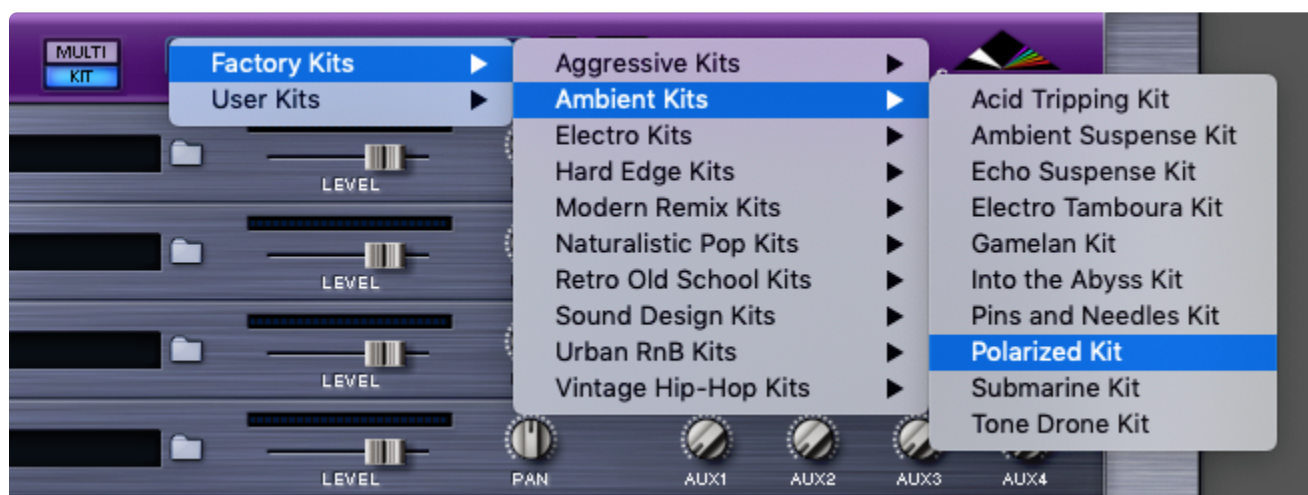 MULTI
KIT
Factory Kits
User Kits
Aggressive Kits
Ambient Kits
Electro Kits
Hard Edge Kits
Modern Remix Kits
Naturalistic Pop Kits
Retro Old School Kits
Sound Design Kits
Urban RnB Kits
Vintage Hip-Hop Kits
Acid Tripping Kit
Ambient Suspense Kit
Echo Suspense Kit
Electro Tamboura Kit
Gamelan Kit
Into the Abyss Kit
Pins and Needles Kit
Polarized Kit
Submarine Kit
Tone Drone Kit
LEVEL
LEVEL
LEVEL
LEVEL
PAN
AUX1
AUX2
AUX3
AUX4